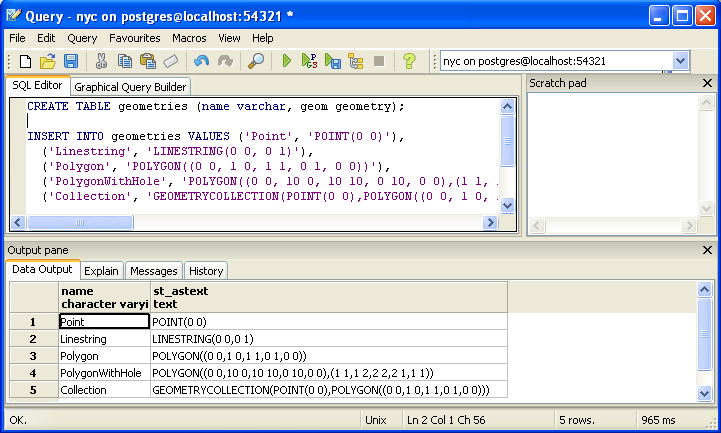 Query - nyc on postgres@localhost:54321 *
File Edit Query Favourites Macros View Help
SQL nyc on postgres@localhost:54321
SQL Editor Graphical Query Builder
CREATE TABLE geometries (name varchar, geom geometry);
INSERT INTO geometries VALUES ('Point', 'POINT(0 0)'),
('Linestring', 'LINESTRING(0 0, 0 1)'),
('Polygon', 'POLYGON((0 0, 1 0, 1 1, 0 1, 0 0))'),
('PolygonWithHole', 'POLYGON((0 0, 10 0, 10 10, 0 10, 0 0),(1 1,
('Collection', 'GEOMETRYCOLLECTION(POINT(0 0),POLYGON((0 0, 1 0,
Scratch pad
Output pane
Data Output Explain Messages History
name st_astext
character varyi text
1 Point POINT(0 0)
2 Linestring LINESTRING(0 0,0 1)
3 Polygon POLYGON((0 0,1 0,1 1,0 1,0 0))
4 PolygonWithHole POLYGON((0 0,10 0,10 10,0 10,0 0),(1 1,1 2,2 2,2 1,1 1))
5 Collection GEOMETRYCOLLECTION(POINT(0 0),POLYGON((0 0,1 0,1 1,0 1,0 0)))
OK. Unix Ln 2 Col 1 Ch 56 5 rows. 965 ms